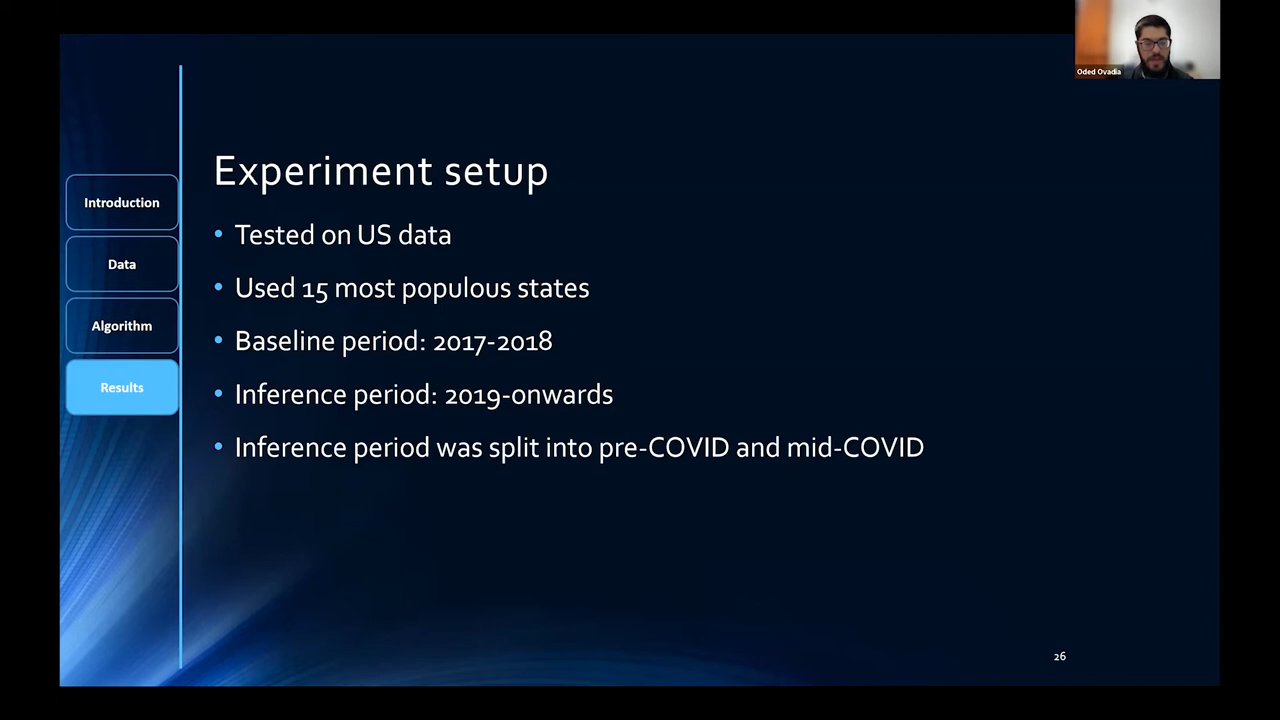 Oded Ovadia
Experiment setup
Introduction
Data
Algorithm
Results
• Tested on US data
• Used 15 most populous states
• Baseline period: 2017-2018
• Inference period: 2019-onwards
• Inference period was split into pre-COVID and mid-COVID
26